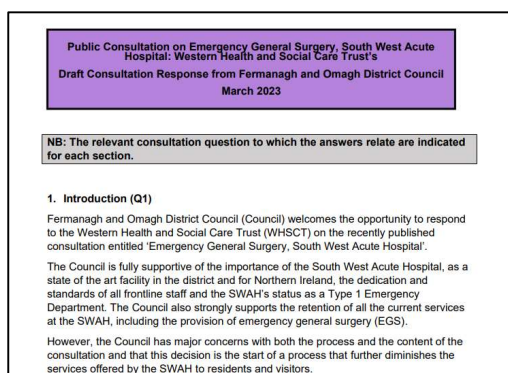 Public Consultation on Emergency General Surgery, South West Acute
Hospital: Western Health and Social Care Trust's
Draft Consultation Response from Fermanagh and Omagh District Council
March 2023
NB: The relevant consultation question to which the answers relate are indicated
for each section.
1. Introduction (Q1)
Fermanagh and Omagh District Council (Council) welcomes the opportunity to respond
to the Western Health and Social Care Trust (WHSCT) on the recently published
consultation entitled ‘Emergency General Surgery, South West Acute Hospital’.
The Council is fully supportive of the importance of the South West Acute Hospital, as a
state of the art facility in the district and for Northern Ireland, the dedication and
standards of all frontline staff and the SWAH's status as a Type 1 Emergency
Department. The Council also strongly supports the retention of all the current services
at the SWAH, including the provision of emergency general surgery (EGS).
However, the Council has major concerns with both the process and the content of the
consultation and that this decision is the start of a process that further diminishes the
services offered by the SWAH to residents and visitors.